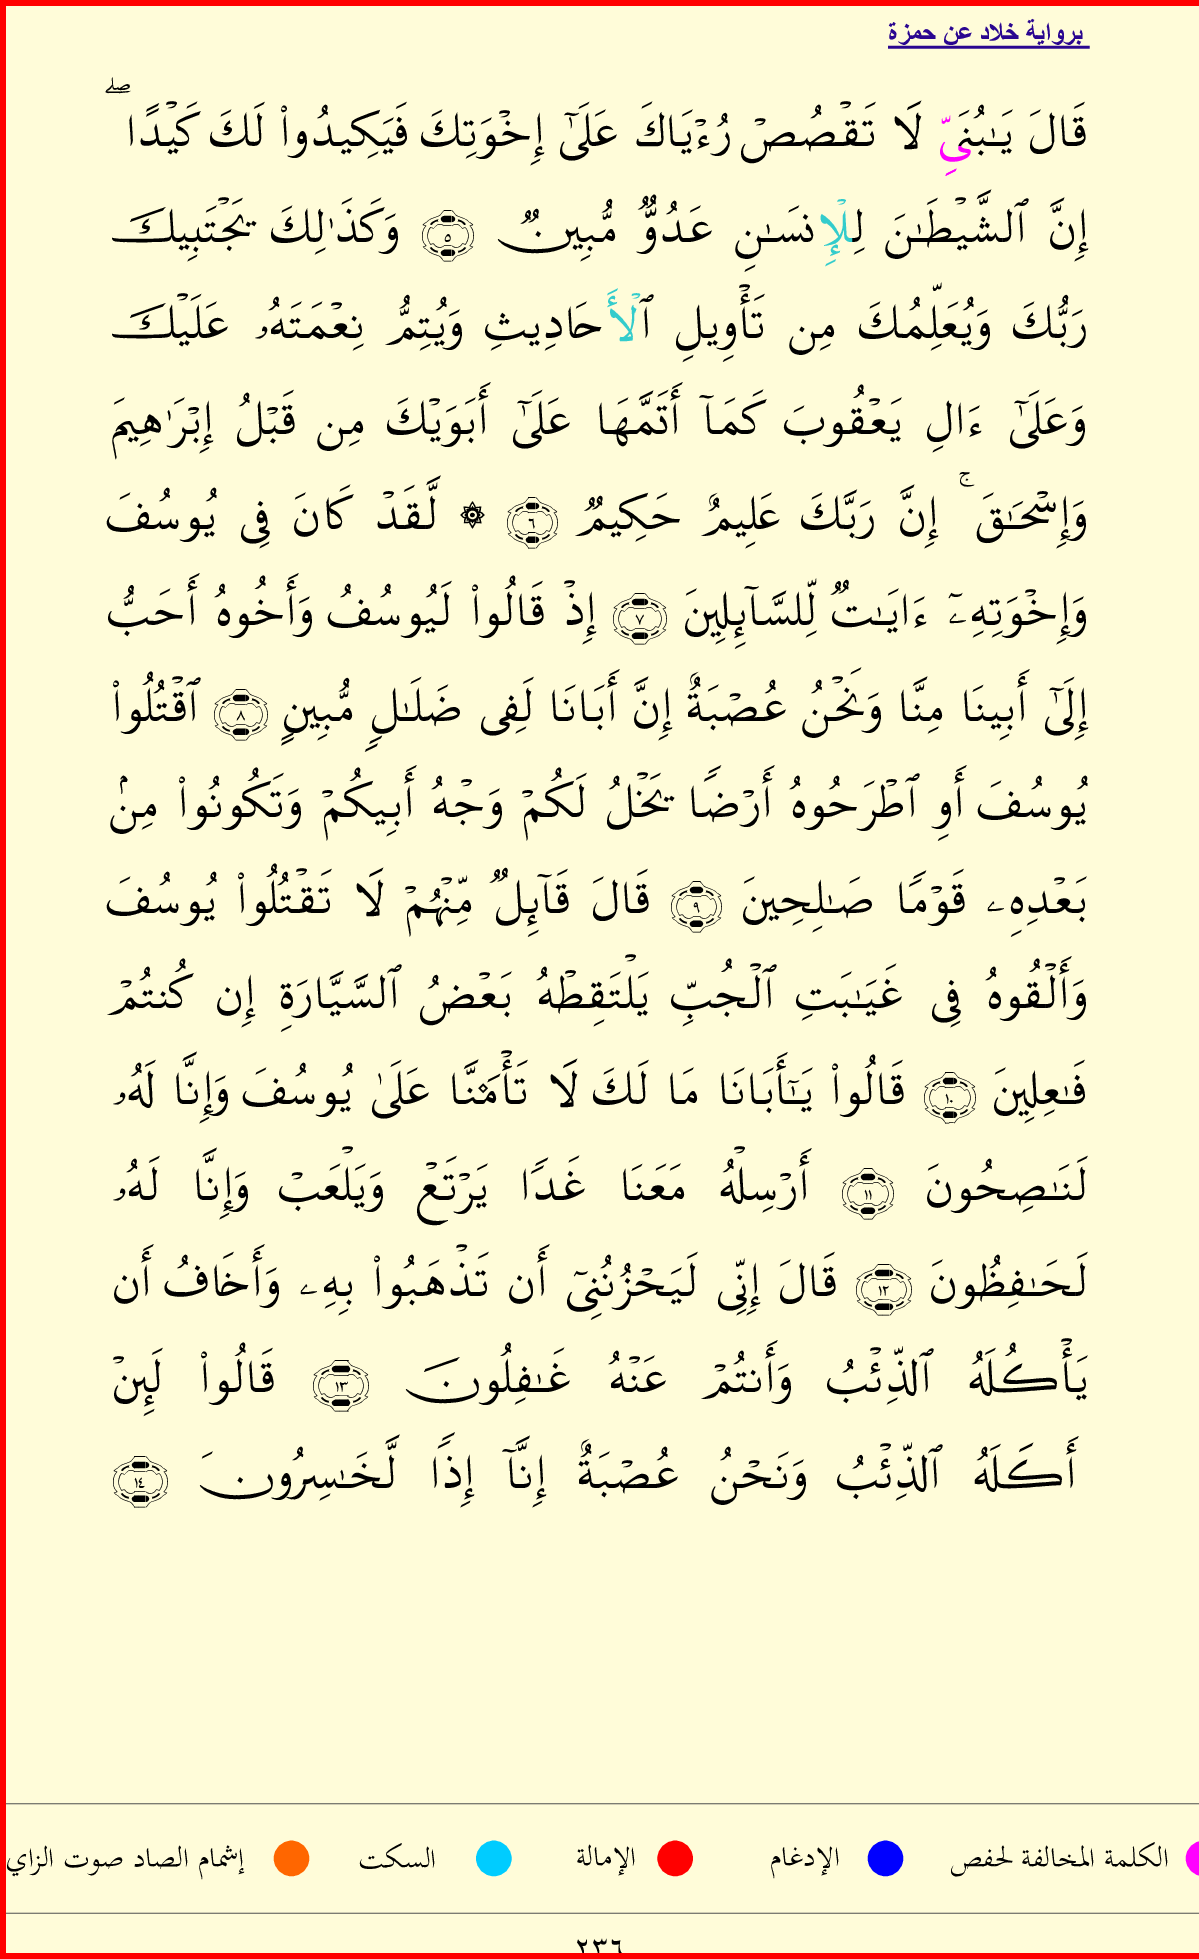 برواية خلاد عن حمزة
قَالَ يَـٰبُنَيِّ لَا تَقۡصُصۡ رُءۡيَاكَ عَلَىٰٓ إِخۡوَتِكَ فَيَكِيدُواْ لَكَ كَيۡدًاۖ
إِنَّ ٱلشَّيۡطَـٰنَ لِلۡإِنسَـٰنِ عَدُوࣱّ مُّبِينࣱ ٥ وَكَذَٰلِكَ يَجۡتَبِيكَ
رَبُّكَ وَيُعَلِّمُكَ مِن تَأۡوِيلِ ٱلۡأَحَادِيثِ وَيُتِمُّ نِعۡمَتَهُۥ عَلَيۡكَ
وَعَلَىٰٓ ءَالِ يَعۡقُوبَ كَمَآ أَتَمَّهَا عَلَىٰٓ أَبَوَيۡكَ مِن قَبۡلُ إِبۡرَٰهِيمَ
وَإِسۡحَـٰقَۚ إِنَّ رَبَّكَ عَلِيمٌ حَكِيمࣱ ٦ ۞ لَّقَدۡ كَانَ فِى يُوسُفَ
وَإِخۡوَتِهِۦٓ ءَايَـٰتࣱ لِّلسَّآئِلِينَ ٧ إِذۡ قَالُواْ لَيُوسُفُ وَأَخُوهُ أَحَبُّ
إِلَىٰٓ أَبِينَا مِنَّا وَنَحۡنُ عُصۡبَةٌ إِنَّ أَبَانَا لَفِى ضَلَـٰلࣲ مُّبِينٍ ٨ ٱقۡتُلُواْ
يُوسُفَ أَوِ ٱطۡرَحُوهُ أَرۡضࣰا يَخۡلُ لَكُمۡ وَجۡهُ أَبِيكُمۡ وَتَكُونُواْ مِنۢ
بَعۡدِهِۦ قَوۡمࣰا صَـٰلِحِينَ ٩ قَالَ قَآئِلࣱ مِّنۡهُمۡ لَا تَقۡتُلُواْ يُوسُفَ
وَأَلۡقُوهُ فِى غَيَـٰبَتِ ٱلۡجُبِّ يَلۡتَقِطۡهُ بَعۡضُ ٱلسَّيَّارَةِ إِن كُنتُمۡ
فَـٰعِلِينَ ١٠ قَالُواْ يَـٰٓأَبَانَا مَا لَكَ لَا تَأۡمَ۬نَّا عَلَىٰ يُوسُفَ وَإِنَّا لَهُۥ
لَنَـٰصِحُونَ ١١ أَرۡسِلۡهُ مَعَنَا غَدࣰا يَرۡتَعۡ وَيَلۡعَبۡ وَإِنَّا لَهُۥ
لَحَـٰفِظُونَ ١٢ قَالَ إِنِّى لَيَحۡزُنُنِىٓ أَن تَذۡهَبُواْ بِهِۦ وَأَخَافُ أَن
يَأۡكُلَهُ ٱلذِّئۡبُ وَأَنتُمۡ عَنۡهُ غَـٰفِلُونَ ١٣ قَالُواْ لَئِنۡ
أَكَلَهُ ٱلذِّئۡبُ وَنَحۡنُ عُصۡبَةٌ إِنَّآ إِذࣰا لَّخَـٰسِرُونَ ١٤
الكلمة المخالفة لحفص الإدغام الإمالة السكت إشمام الصاد صوت الزاي
٢٣٦